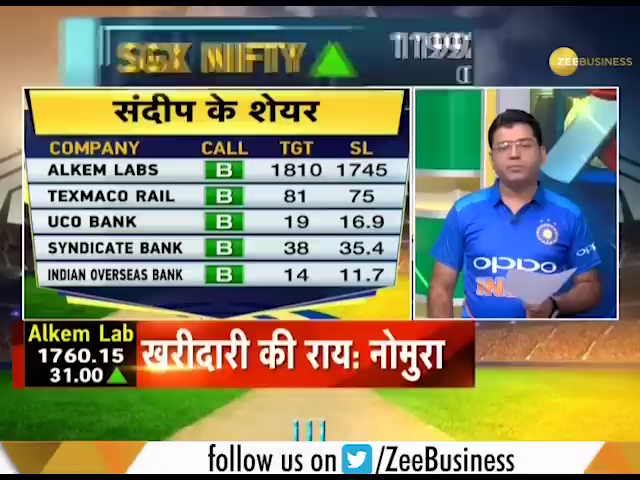 SGX NIFTY
ZEEBUSINESS
संदीप के शेयर
COMPANY CALL TGT SL
ALKEM LABS B 1810 1745
TEXMACO RAIL B 81 75
UCO BANK B 19 16.9
SYNDICATE BANK B 38 35.4
INDIAN OVERSEAS BANK B 14 11.7
oppo
Alkem Lab
1760.15
31.00
खरीदारी की राय: नोमुरा
follow us on /ZeeBusiness